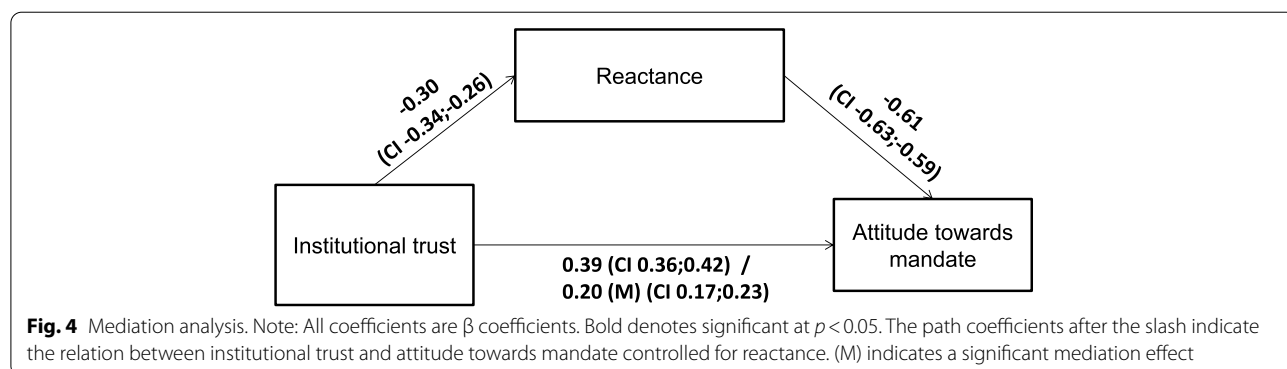 Reactance
-0.30
(CI -0.34;-0.26)
-0.61
(CI -0.63;-0.59)
Institutional trust
Attitude towards
mandate
0.39 (CI 0.36;0.42) /
0.20 (M) (CI 0.17;0.23)
Fig. 4 Mediation analysis. Note: All coefficients are β coefficients. Bold denotes significant at p < 0.05. The path coefficients after the slash indicate
the relation between institutional trust and attitude towards mandate controlled for reactance. (M) indicates a significant mediation effect